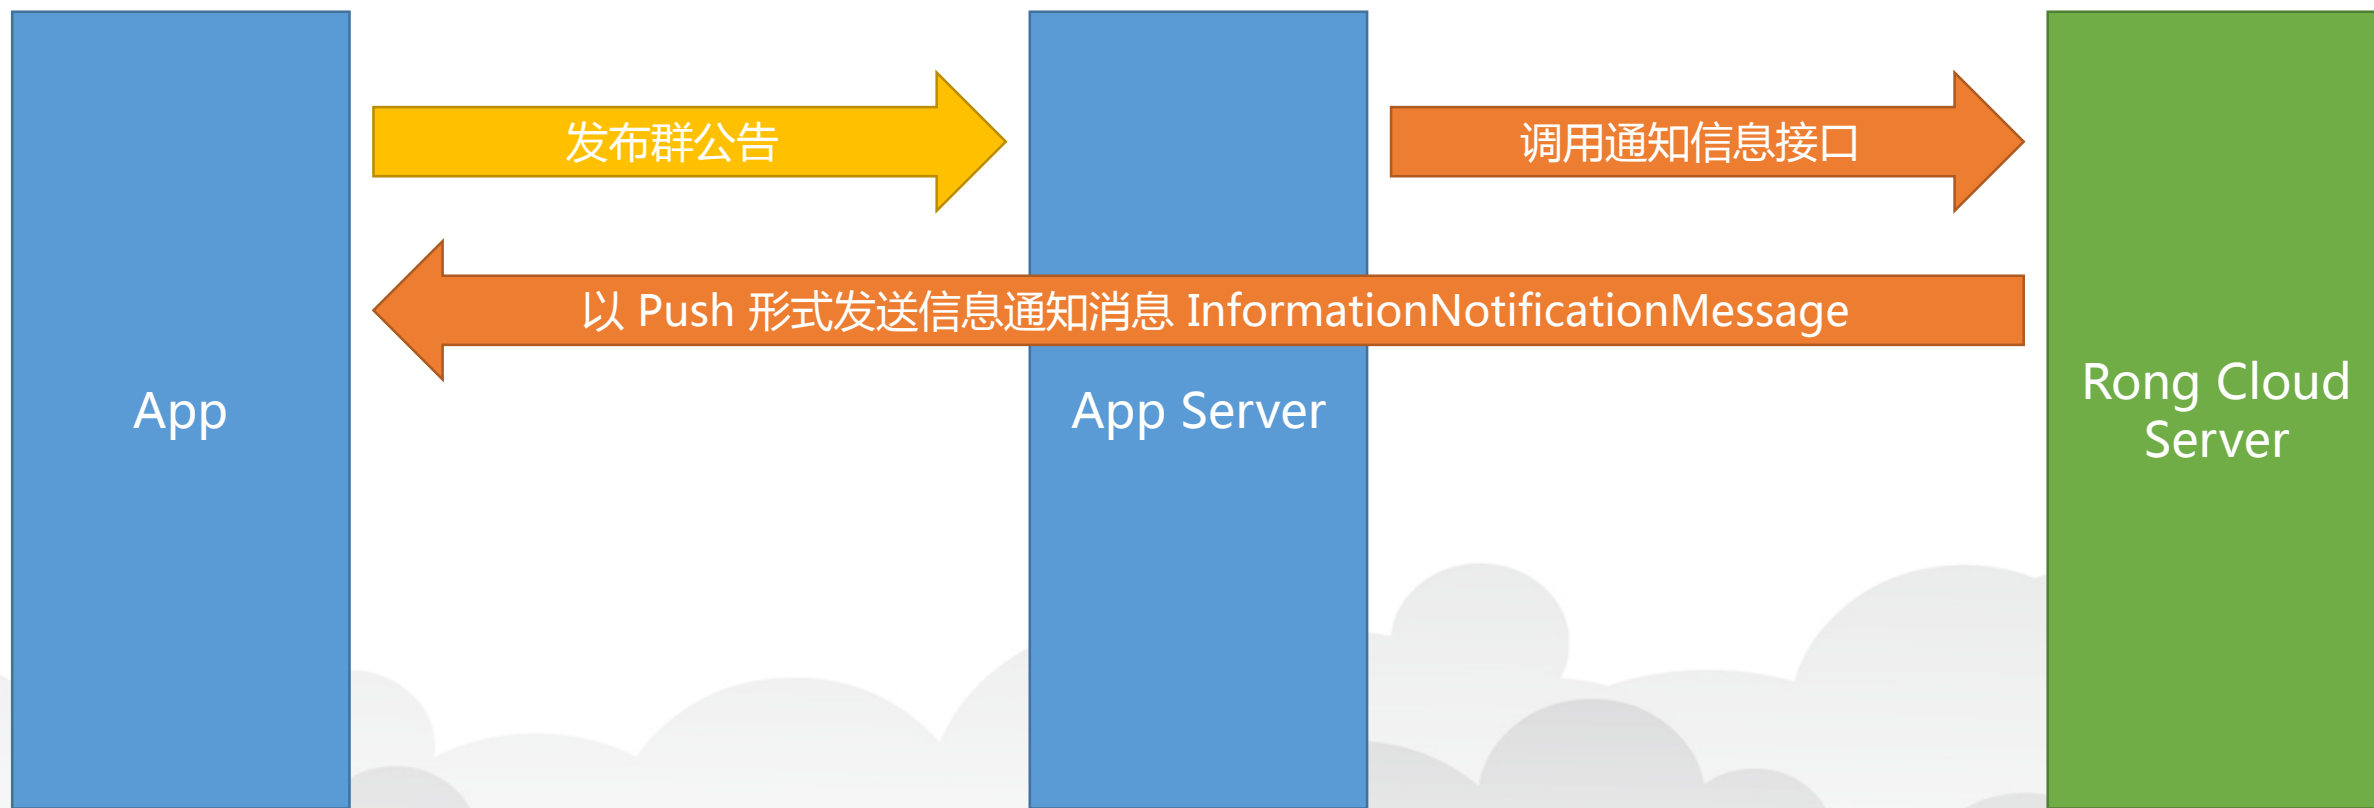 发布群公告
调用通知信息接口
以 Push 形式发送信息通知消息 InformationNotificationMessage
App
App Server
Rong Cloud
Server